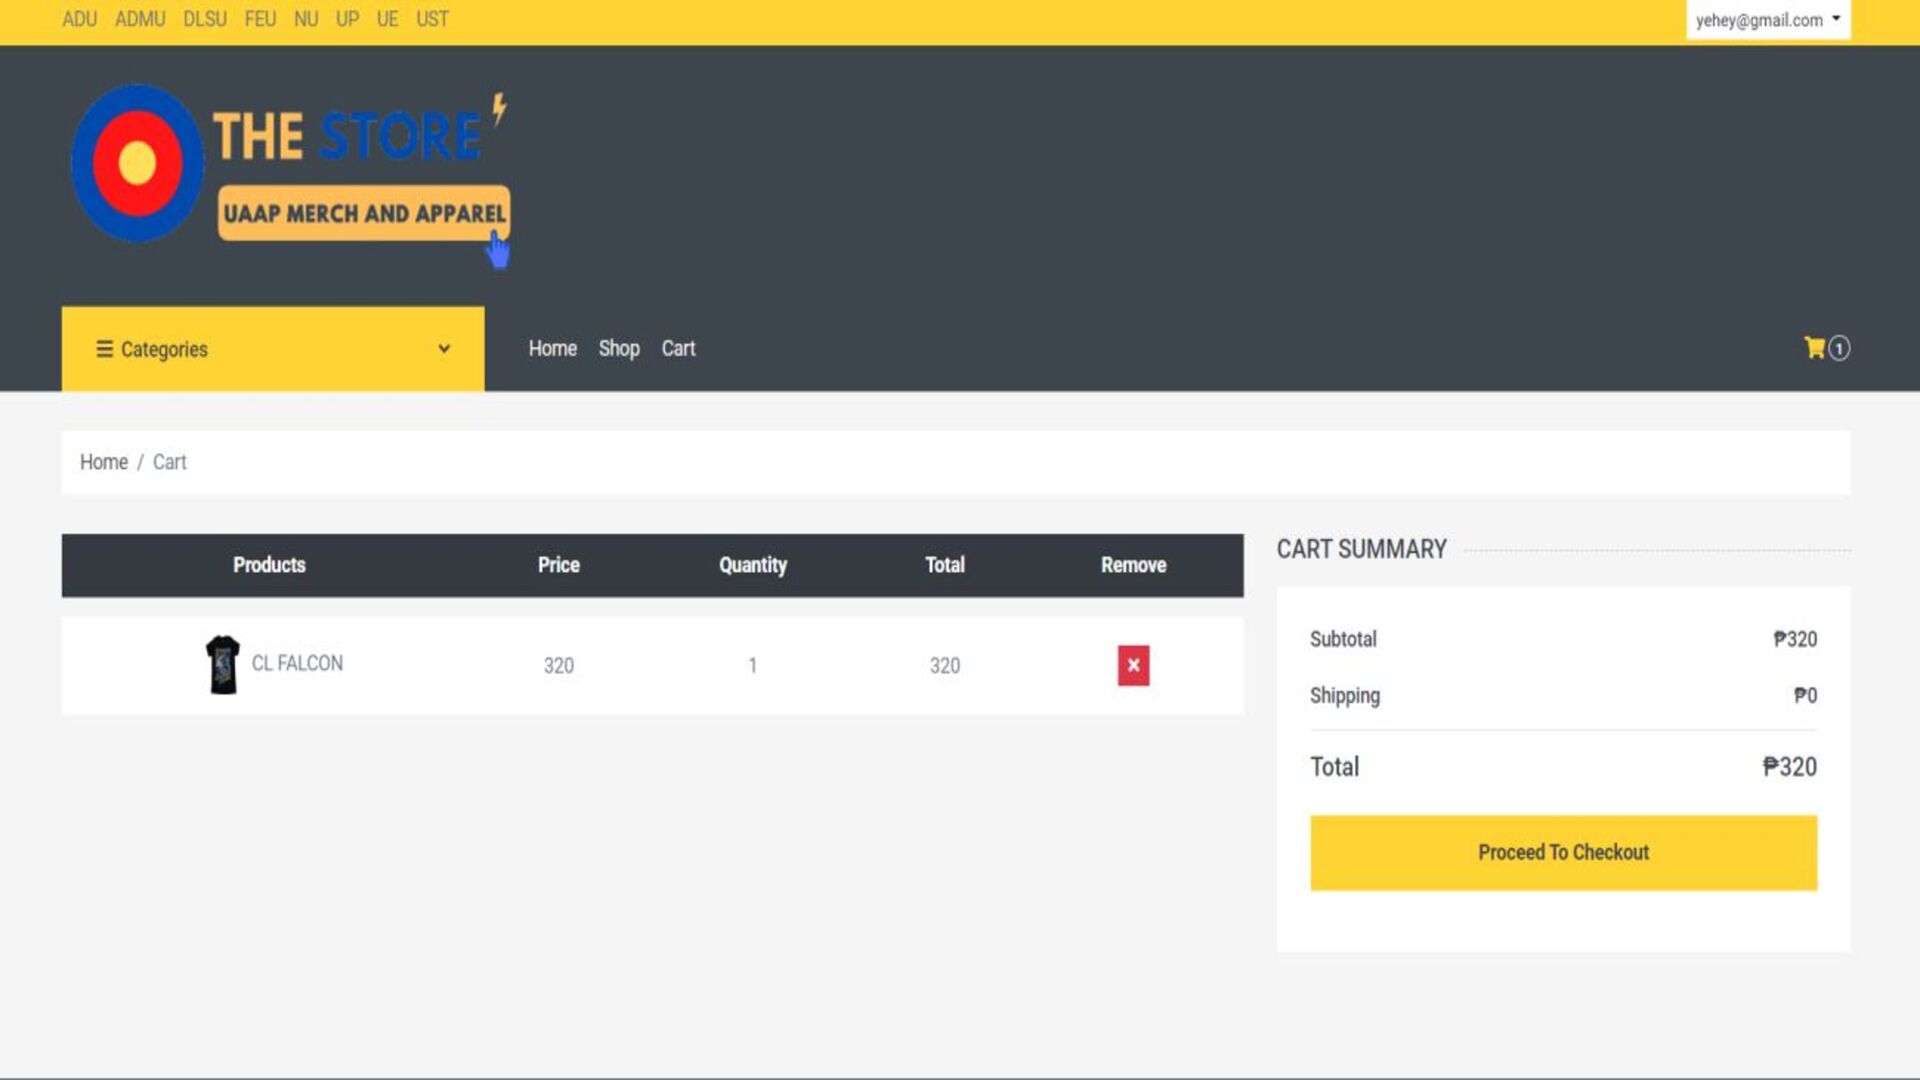 ADU ADMU DLSU FEU NU UP UE UST
yehey@gmail.com
THE STORE
UAAP MERCH AND APPAREL
Categories
Home Shop Cart
1
Home / Cart
Products Price Quantity Total Remove
CL FALCON 320 1 320
CART SUMMARY
Subtotal ₱320
Shipping ₱0
Total ₱320
Proceed To Checkout